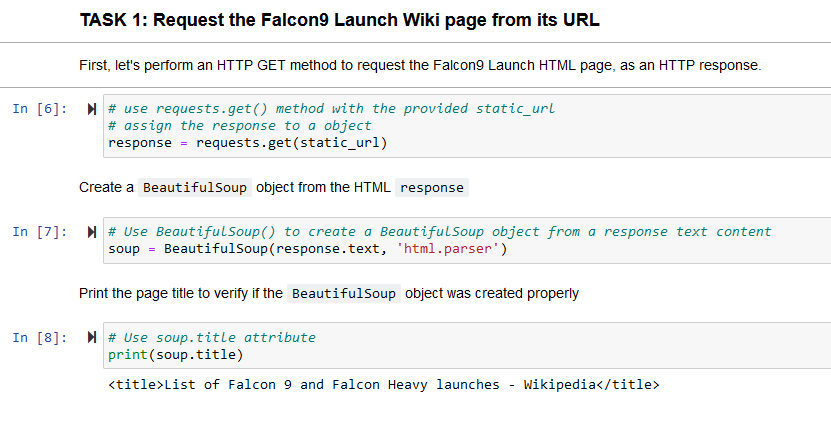 TASK 1: Request the Falcon9 Launch Wiki page from its URL
First, let's perform an HTTP GET method to request the Falcon9 Launch HTML page, as an HTTP response.
In [6]: # use requests.get() method with the provided static_url
# assign the response to a object
response = requests.get(static_url)
Create a BeautifulSoup object from the HTML response
In [7]: # Use BeautifulSoup() to create a BeautifulSoup object from a response text content
soup = BeautifulSoup(response.text, 'html.parser')
Print the page title to verify if the BeautifulSoup object was created properly
In [8]: # Use soup.title attribute
print(soup.title)
<title>List of Falcon 9 and Falcon Heavy launches - Wikipedia</title>